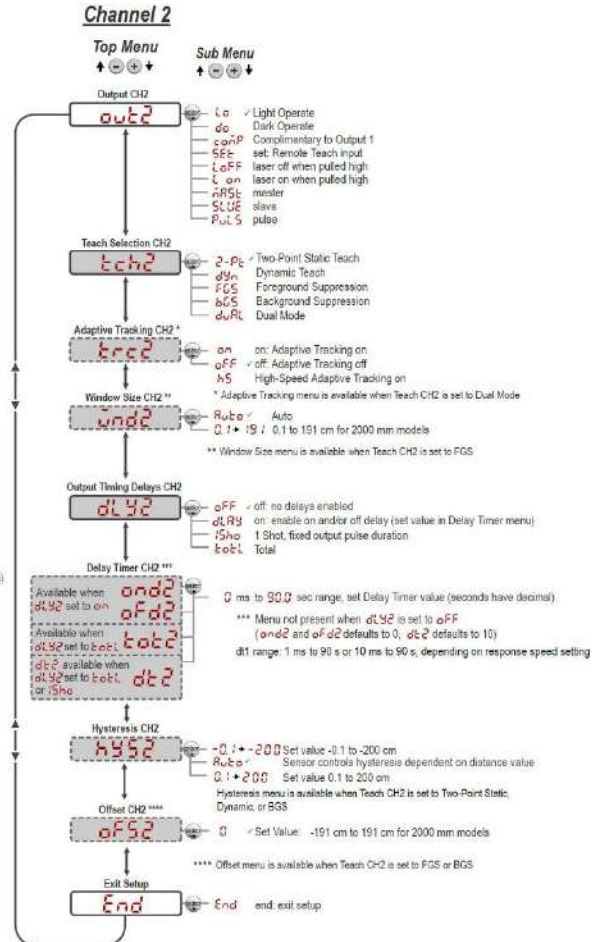 Channel 2
Top Menu
Sub Menu
Output CH2
out2
Lo ✓ Light Operate
do Dark Operate
comP Complimentary to Output 1
SEt set: Remote Teach input
LoFF laser off when pulled high
L on laser on when pulled high
mASt master
SLUE slave
PulS pulse
Teach Selection CH2
tch2
2-Pt ✓ Two-Point Static Teach
dyn Dynamic Teach
FGS Foreground Suppression
bGS Background Suppression
duAL Dual Mode
Adaptive Tracking CH2 *
trc2
on on: Adaptive Tracking on
oFF ✓ off: Adaptive Tracking off
hS High-Speed Adaptive Tracking on
* Adaptive Tracking menu is available when Teach CH2 is set to Dual Mode
Window Size CH2 **
wnd2
Auto ✓ Auto
0.1 → 191 0.1 to 191 cm for 2000 mm models
** Window Size menu is available when Teach CH2 is set to FGS
Output Timing Delays CH2
dLY2
oFF ✓ off: no delays enabled
dLAY on: enable on and/or off delay (set value in Delay Timer menu)
1Sho 1 Shot, fixed output pulse duration
totL Total
Delay Timer CH2 ***
Available when dLY2 set to on
ond2
oFd2
Available when dLY2 set to totL
tot2
dt2 available when dLY2 set to totL or 1Sho
dt2
0 ms to 90.0 sec range, set Delay Timer value (seconds have decimal)
*** Menu not present when dLY2 is set to oFF
(ond2 and oFd2 defaults to 0, dt2 defaults to 10)
dt1 range: 1 ms to 90 s or 10 ms to 90 s, depending on response speed setting
Hysteresis CH2
hYS2
-0.1 → -200 Set value -0.1 to -200 cm
Auto ✓ Sensor controls hysteresis dependent on distance value
0.1 → 200 Set value 0.1 to 200 cm
Hysteresis menu is available when Teach CH2 is set to Two-Point Static,
Dynamic, or BGS
Offset CH2 ****
oFS2
0 ✓ Set Value: -191 cm to 191 cm for 2000 mm models
**** Offset menu is available when Teach CH2 is set to FGS or BGS
Exit Setup
End
End end: exit setup